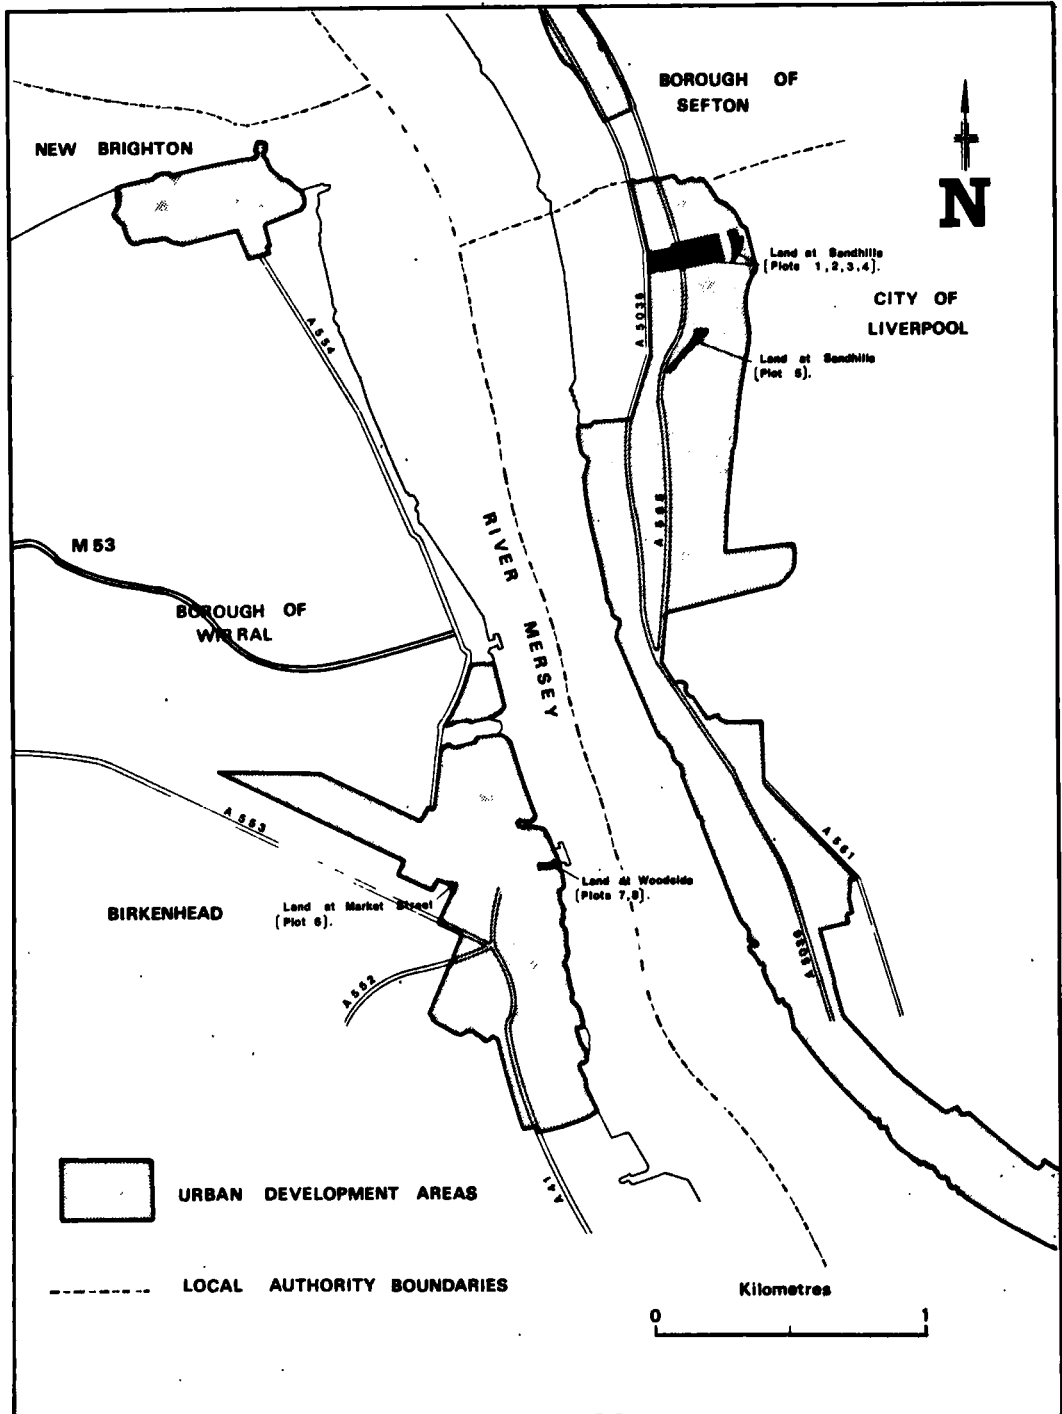 BOROUGH OF
SEFTON
NEW BRIGHTON
N
Land at Sandhills
(Plots 1,2,3,4).
CITY OF
LIVERPOOL
A 5036
A 554
Land at Sandhills
(Plot 5).
A 565
RIVER MERSEY
M 53
BOROUGH OF
WIRRAL
A 553
A 561
Land at Woodside
(Plots 7,8).
Land at Market Street
(Plot 6).
BIRKENHEAD
A 5036
A 552
A41
URBAN DEVELOPMENT AREAS
LOCAL AUTHORITY BOUNDARIES
Kilometres
0 1